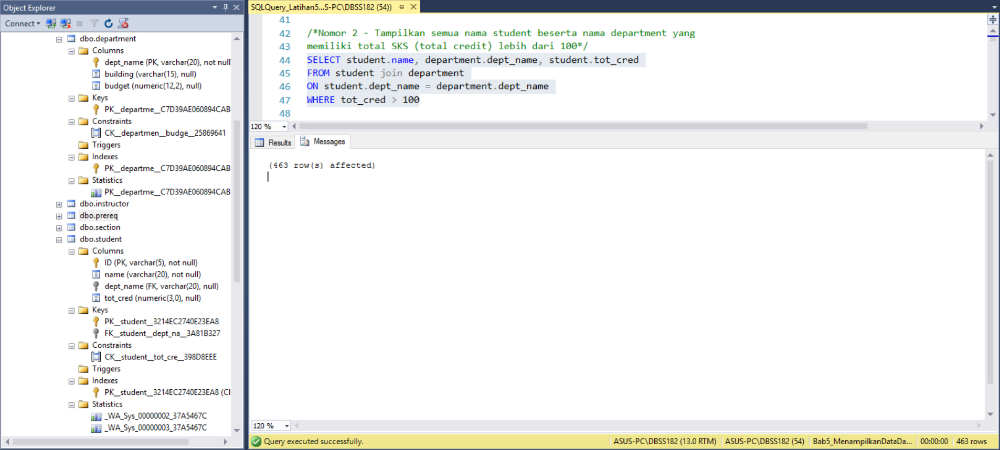 Object Explorer
Connect
dbo.department
Columns
dept_name (PK, varchar(20), not null)
building (varchar(15), null)
budget (numeric(12,2), null)
Keys
PK__departme__C7D39AE060894CAB
Constraints
CK__departmen__budge__25869641
Triggers
Indexes
PK__departme__C7D39AE060894CAB
Statistics
PK__departme__C7D39AE060894CAB
dbo.instructor
dbo.prereq
dbo.section
dbo.student
Columns
ID (PK, varchar(5), not null)
name (varchar(20), not null)
dept_name (FK, varchar(20), null)
tot_cred (numeric(3,0), null)
Keys
PK__student__3214EC2740E23EA8
FK__student__dept_na__3A81B327
Constraints
CK__student__tot_cre__398D8EEE
Triggers
Indexes
PK__student__3214EC2740E23EA8 (Cl
Statistics
_WA_Sys_00000002_37A5467C
_WA_Sys_00000003_37A5467C
SQLQuery_Latihan5...S-PC\DBSS182 (54))
41
42 /*Nomor 2 - Tampilkan semua nama student beserta nama department yang
43 memiliki total SKS (total credit) lebih dari 100*/
44 SELECT student.name, department.dept_name, student.tot_cred
45 FROM student join department
46 ON student.dept_name = department.dept_name
47 WHERE tot_cred > 100
48
120 %
Results Messages
(463 row(s) affected)
120 %
Query executed successfully. ASUS-PC\DBSS182 (13.0 RTM) ASUS-PC\DBSS182 (54) Bab5_MenampilkanDataDa... 00:00:00 463 rows